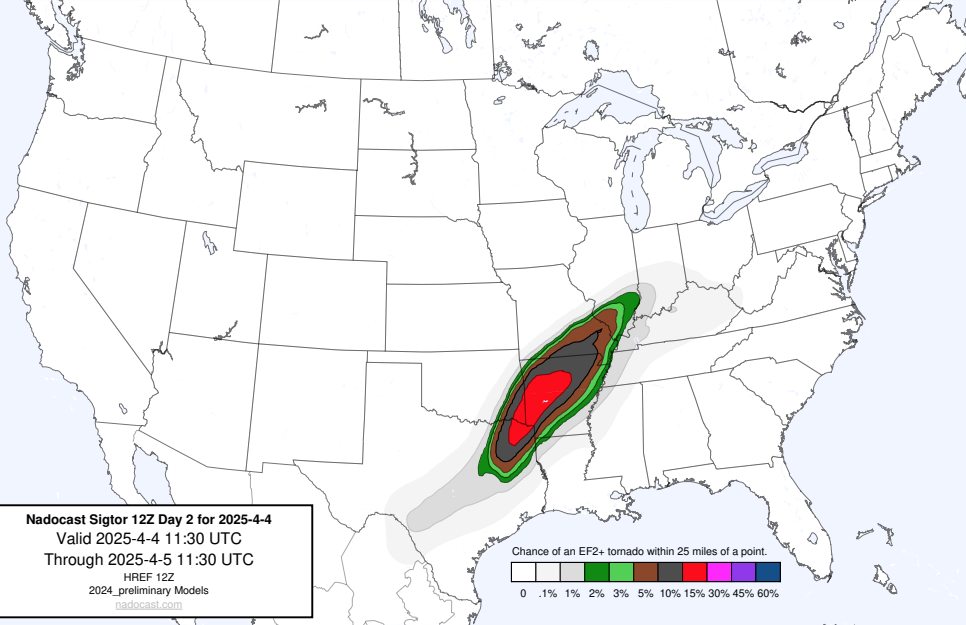 Nadocast Sigtor 12Z Day 2 for 2025-4-4
Valid 2025-4-4 11:30 UTC
Through 2025-4-5 11:30 UTC
HREF 12Z
2024_preliminary Models
nadocast.com
Chance of an EF2+ tornado within 25 miles of a point.
0 .1% 1% 2% 3% 5% 10% 15% 30% 45% 60%